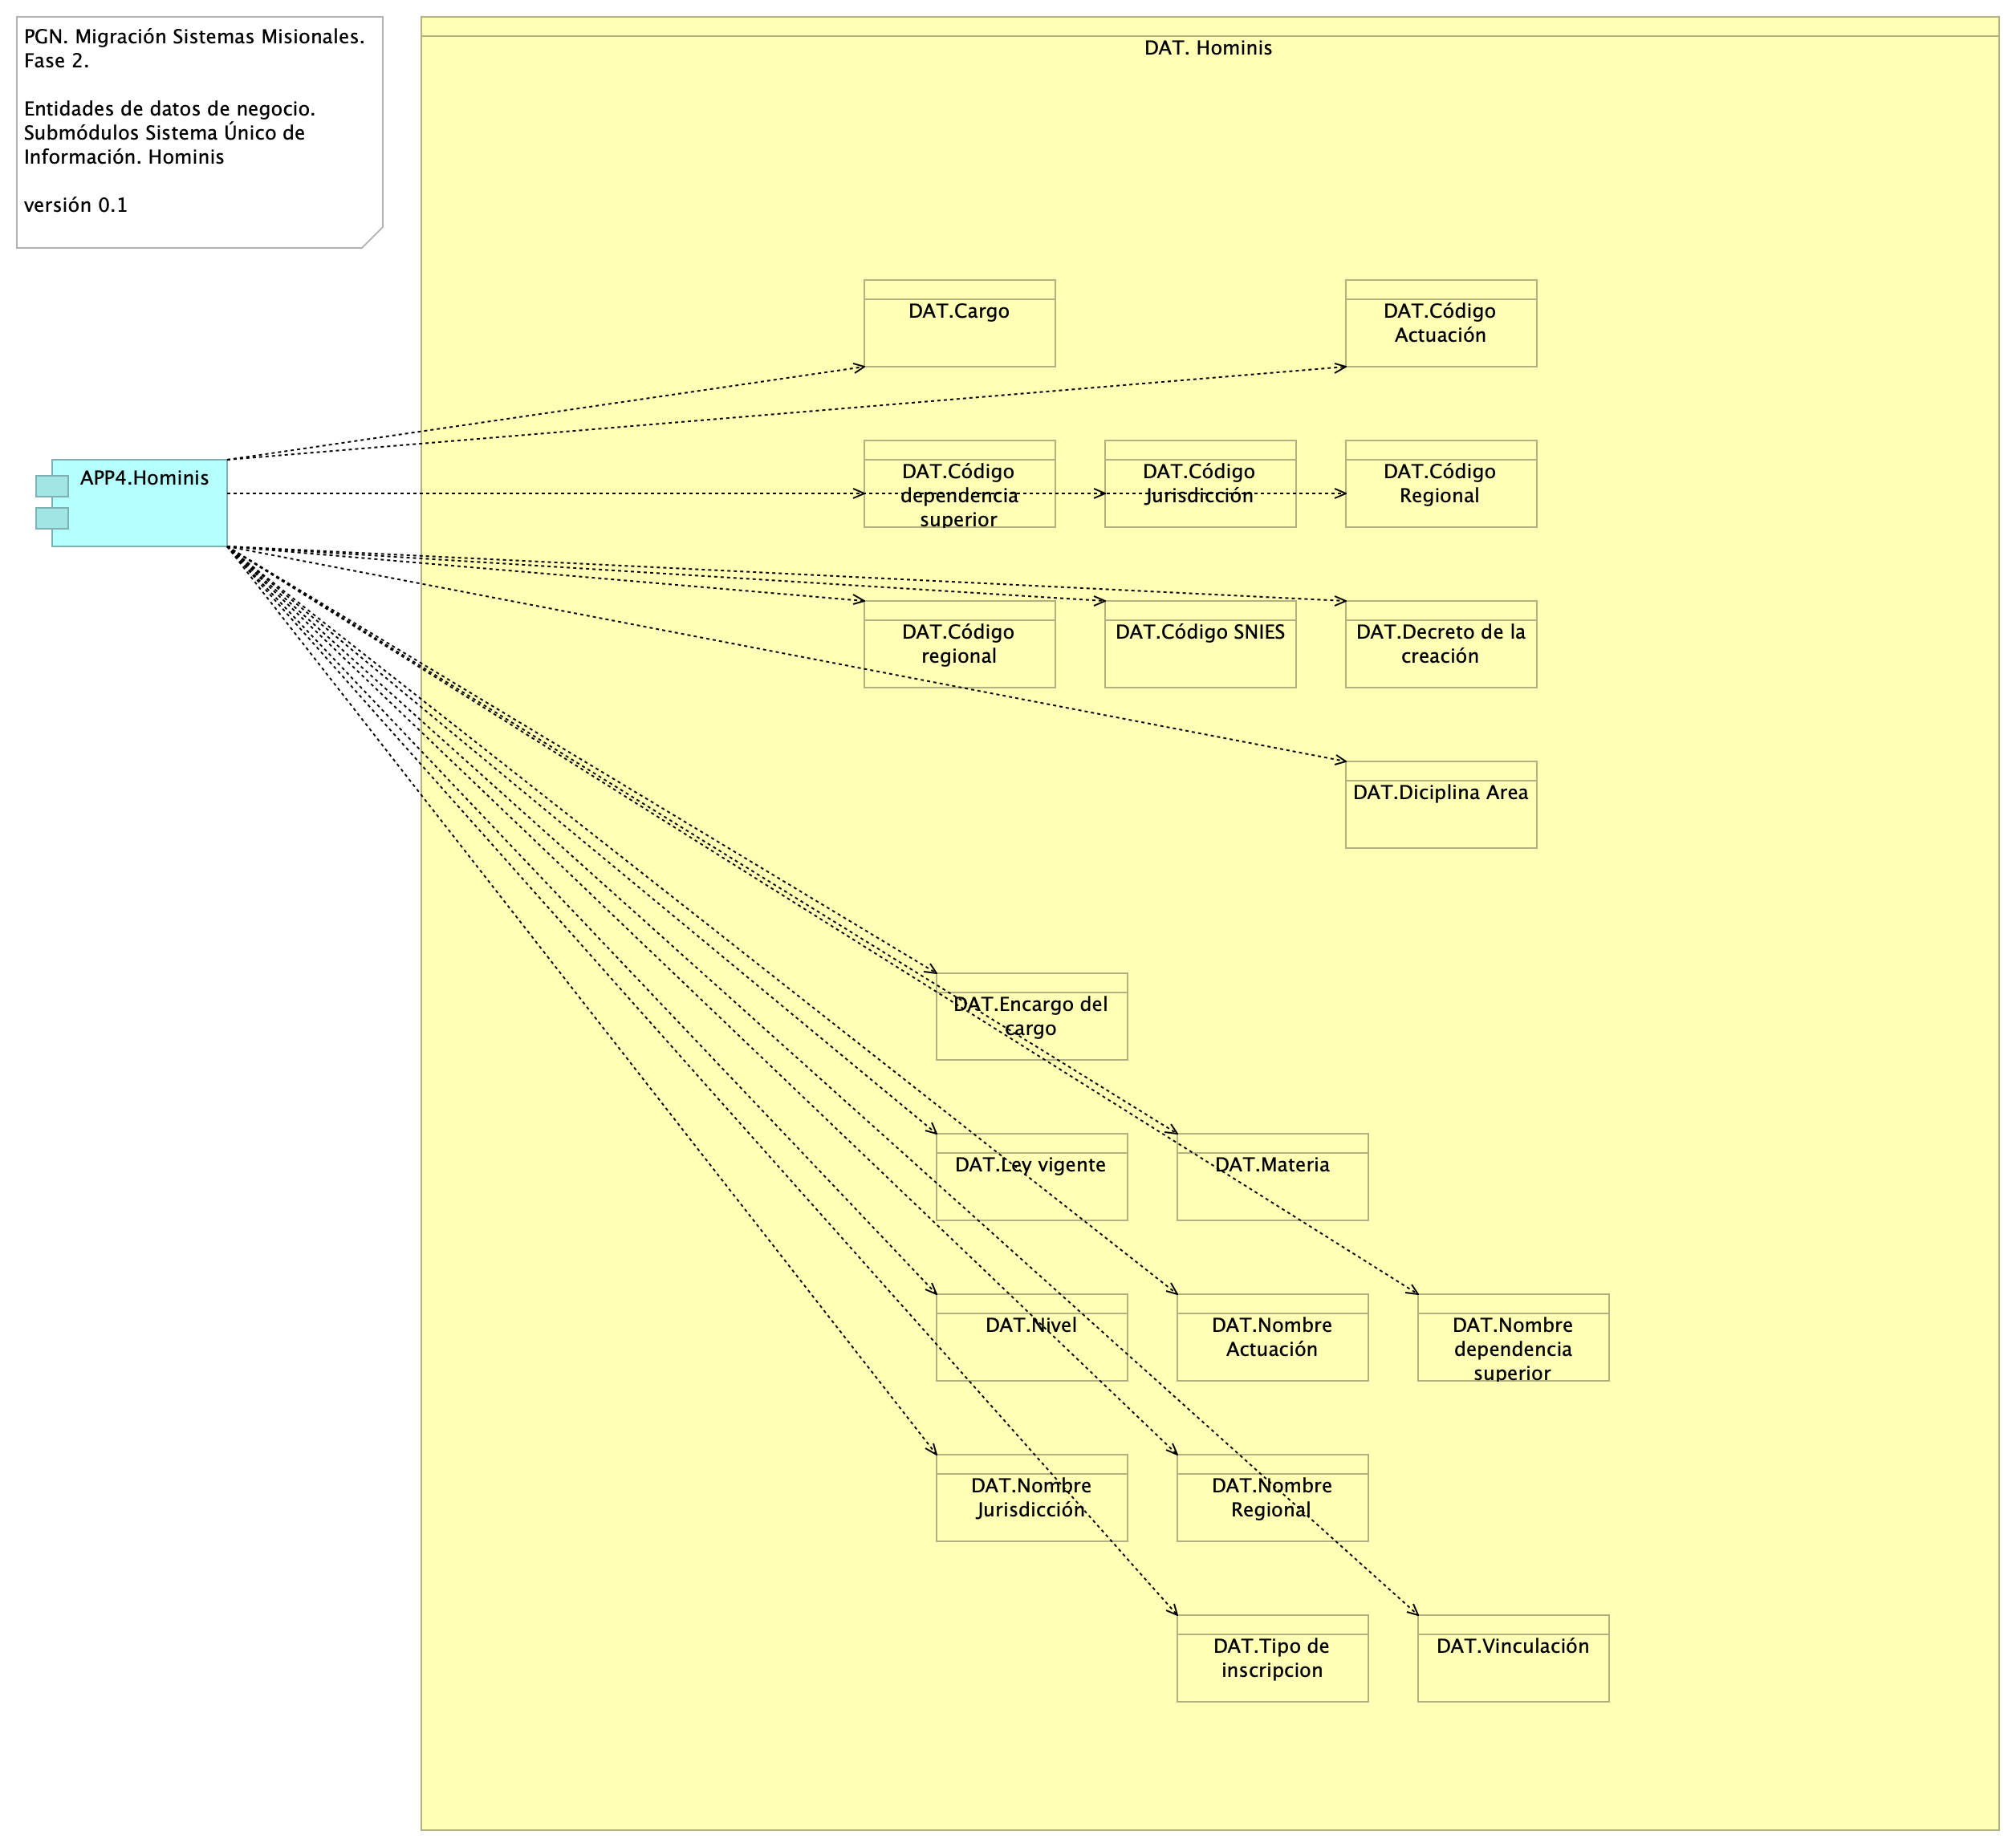 PGN. Migración Sistemas Misionales.
Fase 2.
Entidades de datos de negocio.
Submódulos Sistema Único de
Información. Hominis
versión 0.1
DAT. Hominis
DAT.Cargo
DAT.Código
Actuación
APP4.Hominis
DAT.Código
dependencia
superior
DAT.Código
Jurisdicción
DAT.Código
Regional
DAT.Código
regional
DAT.Código SNIES
DAT.Decreto de la
creación
DAT.Diciplina Area
DAT.Encargo del
cargo
DAT.Ley vigente
DAT.Materia
DAT.Nivel
DAT.Nombre
Actuación
DAT.Nombre
dependencia
superior
DAT.Nombre
Jurisdicción
DAT.Nombre
Regional
DAT.Tipo de
inscripcion
DAT.Vinculación